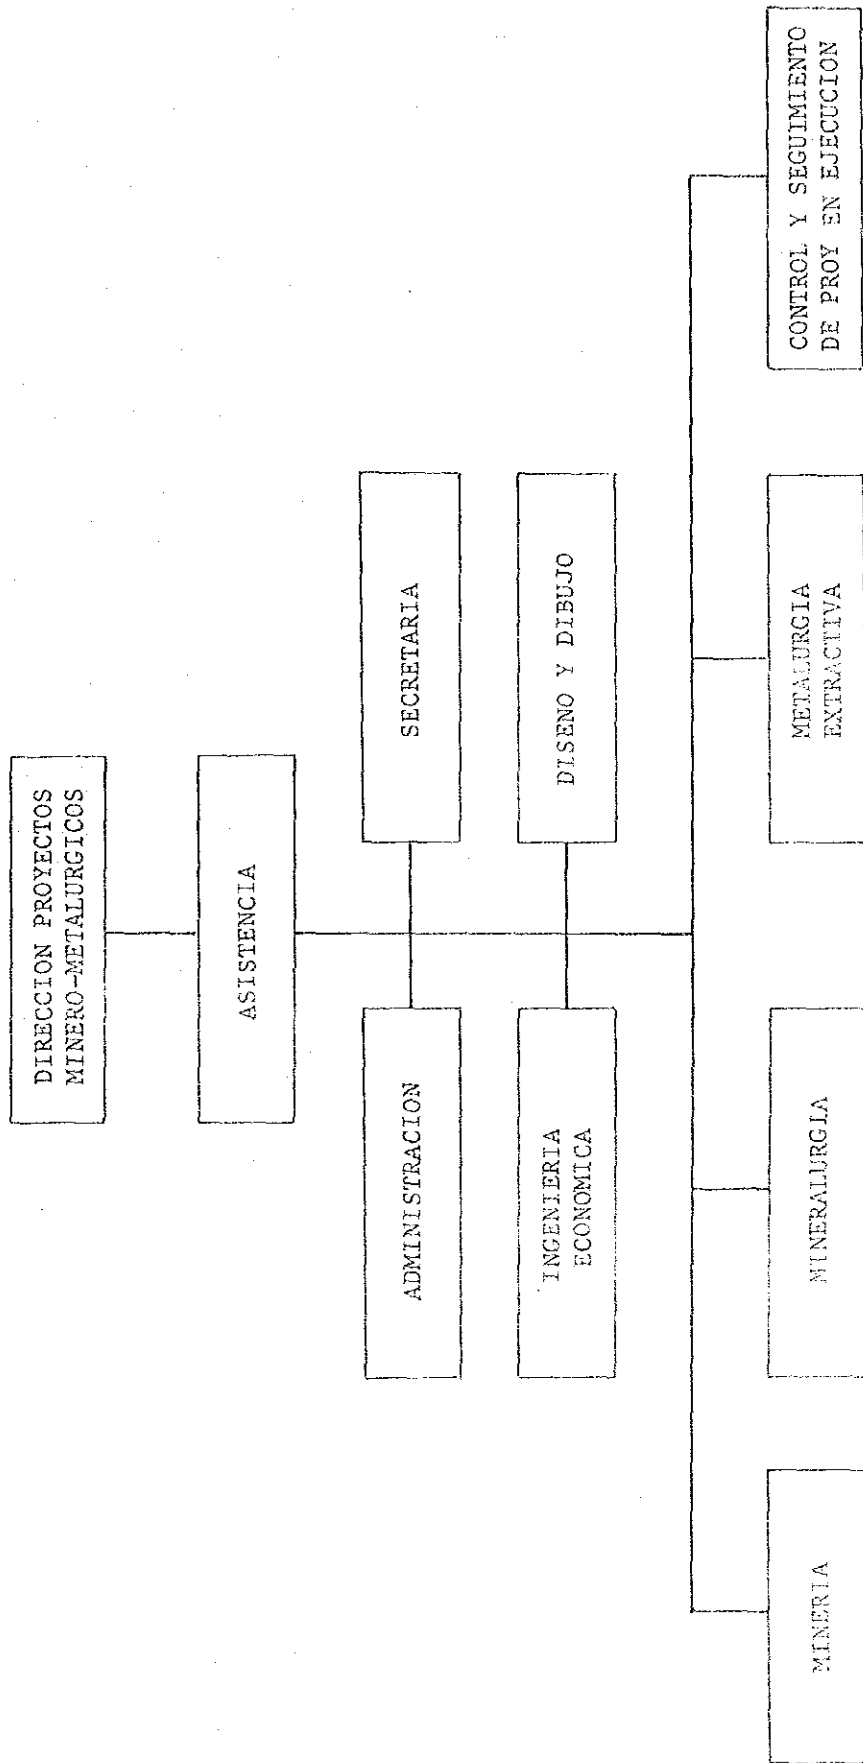 DIRECCION PROYECTOS
MINERO-METALURGICOS
ASISTENCIA
ADMINISTRACION
SECRETARIA
INGENIERIA
ECONOMICA
DISENO Y DIBUJO
MINERIA
MINERALURGIA
METALURGIA
EXTRACTIVA
CONTROL Y SEGUIMIENTO
DE PROY EN EJECUCION